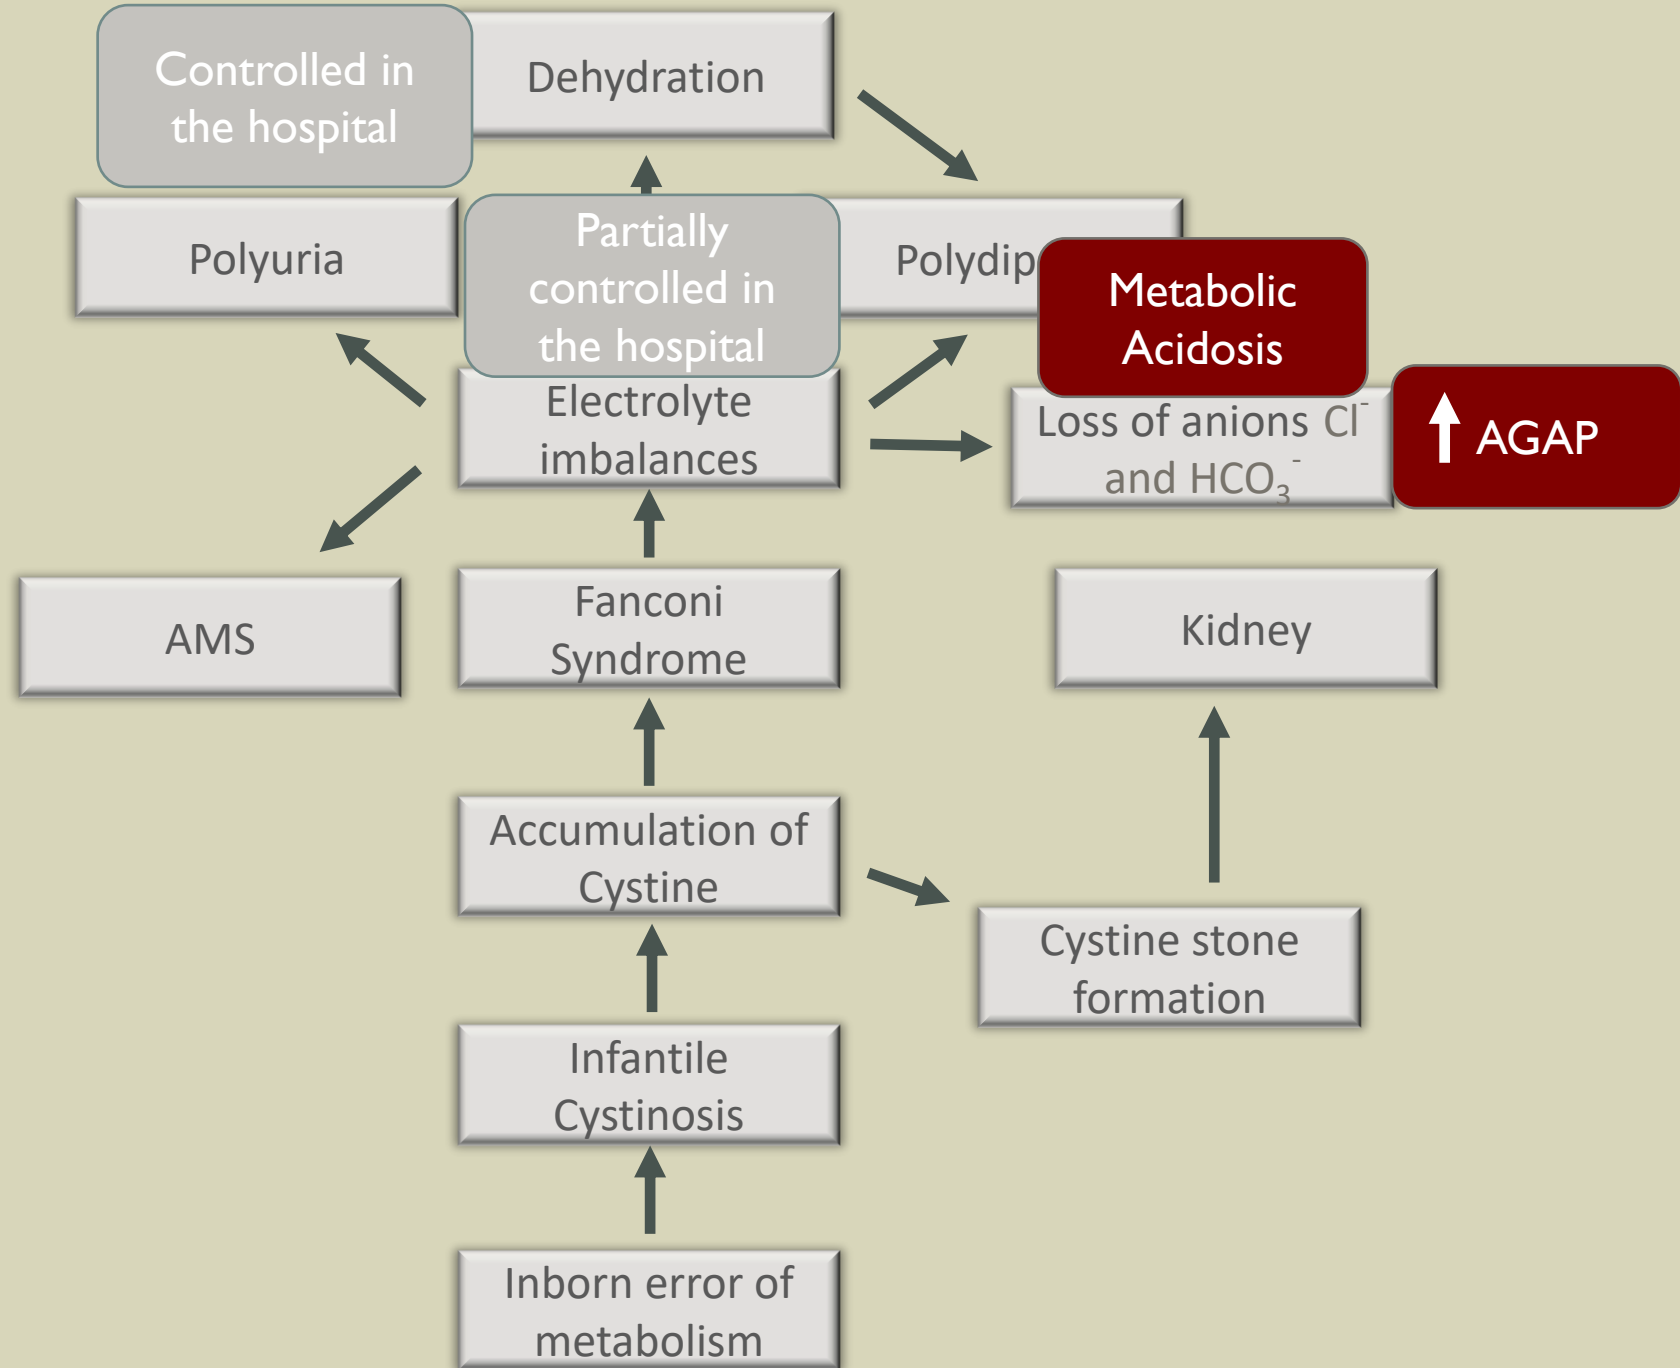 Controlled in
the hospital
Dehydration
Polyuria
Partially
controlled in
the hospital
Polydip
Metabolic
Acidosis
Electrolyte
imbalances
Loss of anions Cl⁻
and HCO₃⁻
↑ AGAP
AMS
Fanconi
Syndrome
Kidney
Accumulation of
Cystine
Cystine stone
formation
Infantile
Cystinosis
Inborn error of
metabolism